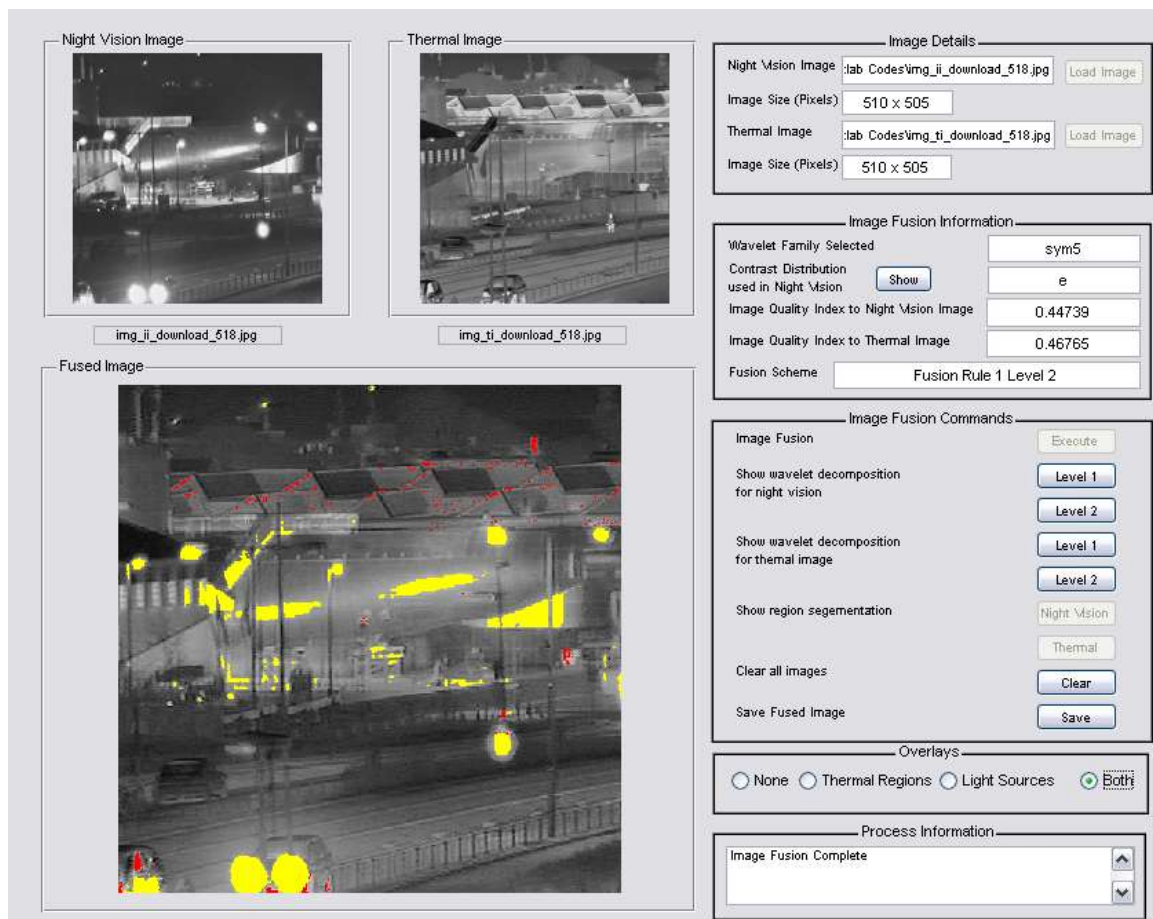 Night Vision Image
Thermal Image
img_ii_download_518.jpg
img_ti_download_518.jpg
Fused Image
Image Details
Night Vision Image :lab Codes\img_ii_download_518.jpg Load Image
Image Size (Pixels) 510 x 505
Thermal Image :lab Codes\img_ti_download_518.jpg Load Image
Image Size (Pixels) 510 x 505
Image Fusion Information
Wavelet Family Selected sym5
Contrast Distribution
used in Night Vision Show e
Image Quality Index to Night Vision Image 0.44739
Image Quality Index to Thermal Image 0.46765
Fusion Scheme Fusion Rule 1 Level 2
Image Fusion Commands
Image Fusion Execute
Show wavelet decomposition
for night vision
Level 1
Level 2
Show wavelet decomposition
for themal image
Level 1
Level 2
Show region segementation Night Vision
Thermal
Clear all images Clear
Save Fused Image Save
Overlays
None Thermal Regions Light Sources Both
Process Information
Image Fusion Complete